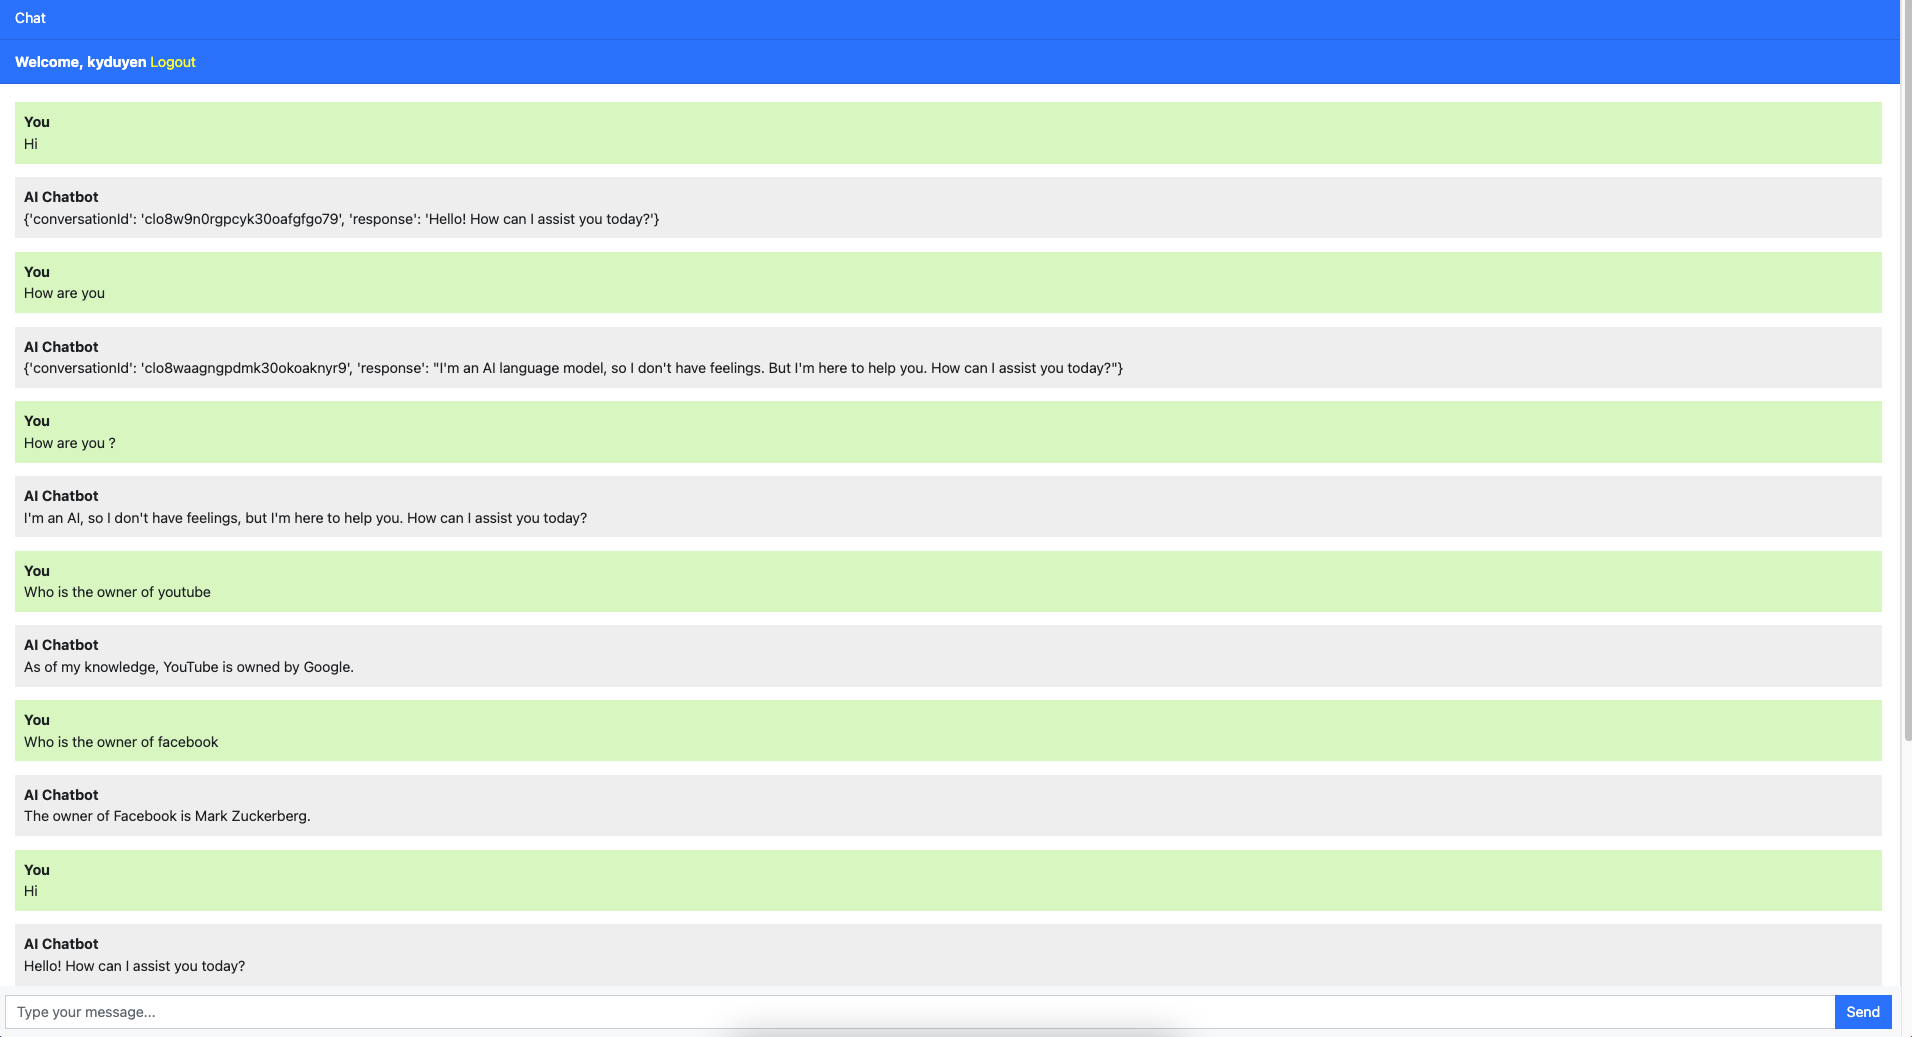 Chat
Welcome, kyduyen Logout
You
Hi
AI Chatbot
{'conversationId': 'clo8w9n0rgpcyk30oafgfgo79', 'response': 'Hello! How can I assist you today?'}
You
How are you
AI Chatbot
{'conversationId': 'clo8waagngpdmk30okoaknyr9', 'response': "I'm an AI language model, so I don't have feelings. But I'm here to help you. How can I assist you today?"}
You
How are you ?
AI Chatbot
I'm an AI, so I don't have feelings, but I'm here to help you. How can I assist you today?
You
Who is the owner of youtube
AI Chatbot
As of my knowledge, YouTube is owned by Google.
You
Who is the owner of facebook
AI Chatbot
The owner of Facebook is Mark Zuckerberg.
You
Hi
AI Chatbot
Hello! How can I assist you today?
Type your message... Send